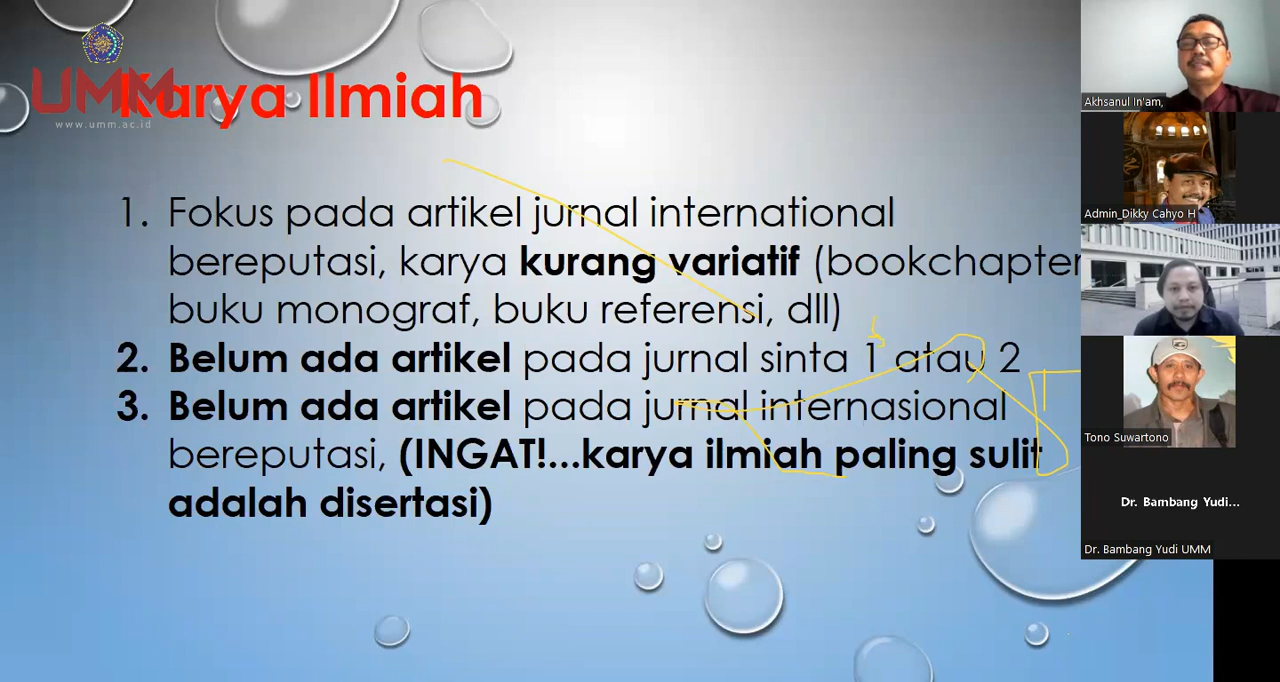 UMM
www.umm.ac.id
Karya Ilmiah
1. Fokus pada artikel jurnal international
bereputasi, karya kurang variatif (bookchapter
buku monograf, buku referensi, dll)
2. Belum ada artikel pada jurnal sinta 1 atau 2
3. Belum ada artikel pada jurnal internasional
bereputasi, (INGAT!...karya ilmiah paling sulit
adalah disertasi)
Akhsanul In'am,
Admin_Dikky Cahyo H
Tono Suwartono
Dr. Bambang Yudi...
Dr. Bambang Yudi UMM